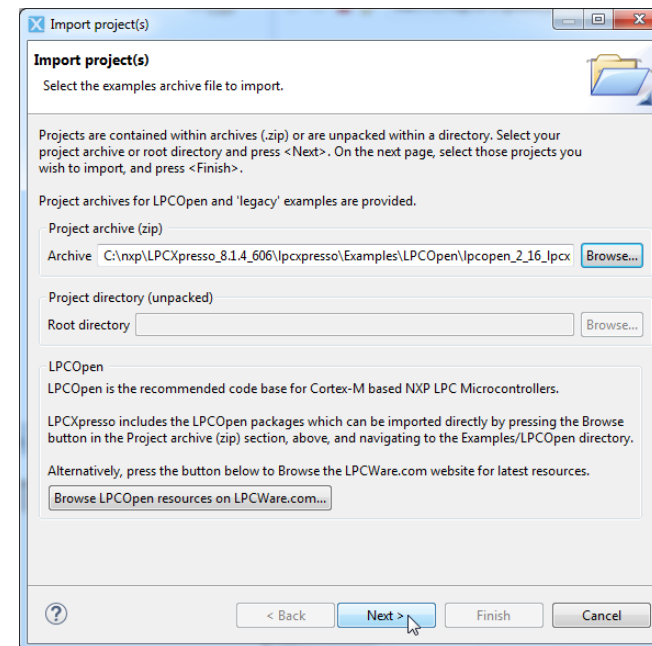 Import project(s)
Import project(s)
Select the examples archive file to import.
Projects are contained within archives (.zip) or are unpacked within a directory. Select your
project archive or root directory and press <Next>. On the next page, select those projects you
wish to import, and press <Finish>.
Project archives for LPCOpen and 'legacy' examples are provided.
Project archive (zip)
Archive C:\nxp\LPCXpresso_8.1.4_606\lpcxpresso\Examples\LPCOpen\lpcopen_2_16_lpcx Browse...
Project directory (unpacked)
Root directory Browse...
LPCOpen
LPCOpen is the recommended code base for Cortex-M based NXP LPC Microcontrollers.
LPCXpresso includes the LPCOpen packages which can be imported directly by pressing the Browse
button in the Project archive (zip) section, above, and navigating to the Examples/LPCOpen directory.
Alternatively, press the button below to Browse the LPCWare.com website for latest resources.
Browse LPCOpen resources on LPCWare.com...
? < Back Next > Finish Cancel